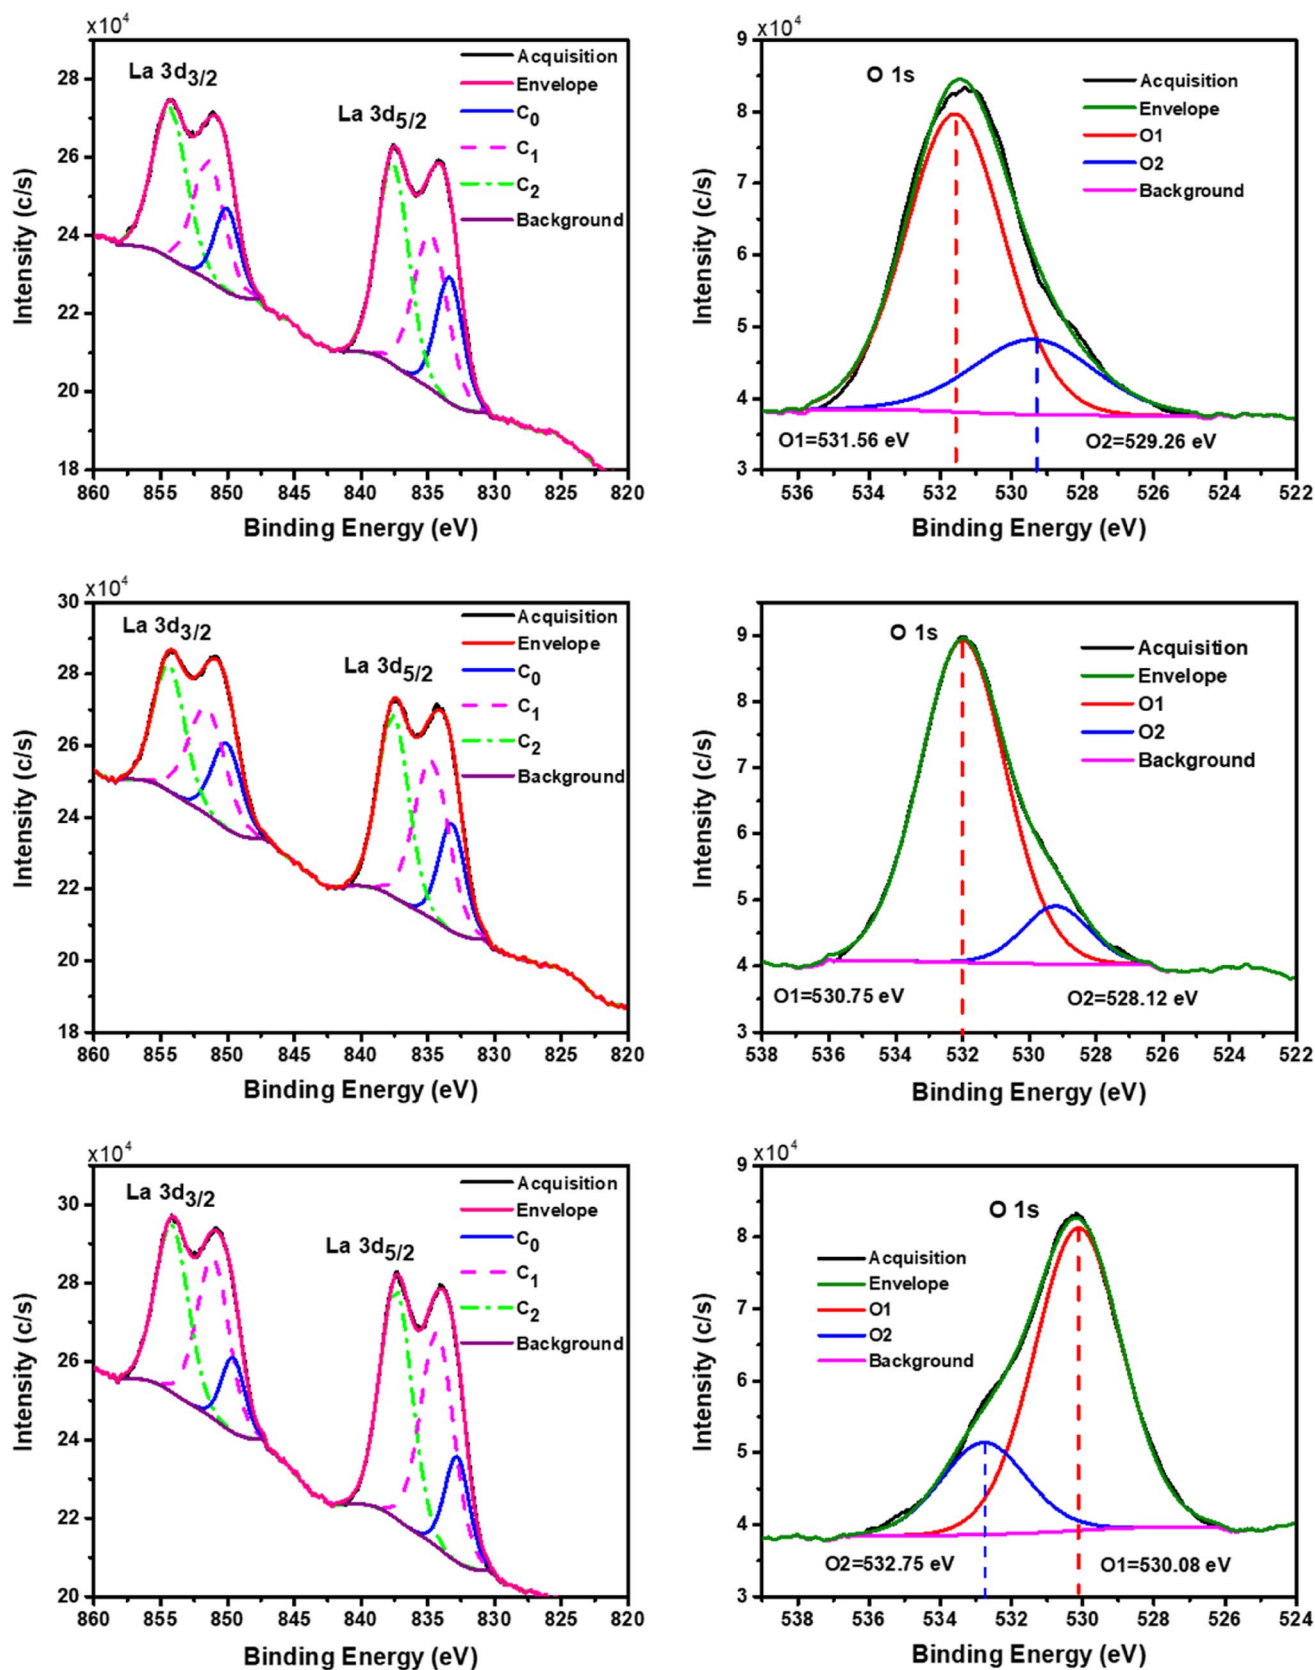 x10⁴
28
26
24
22
20
18
La 3d3/2
La 3d5/2
Acquisition
Envelope
C0
C1
C2
Background
Intensity (c/s)
860 855 850 845 840 835 830 825 820
Binding Energy (eV)
x10⁴
9
8
7
6
5
4
3
O 1s
Acquisition
Envelope
O1
O2
Background
O1=531.56 eV
O2=529.26 eV
Intensity (c/s)
536 534 532 530 528 526 524 522
Binding Energy (eV)
x10⁴
30
28
26
24
22
20
18
La 3d3/2
La 3d5/2
Acquisition
Envelope
C0
C1
C2
Background
Intensity (c/s)
860 855 850 845 840 835 830 825 820
Binding Energy (eV)
9
8
7
6
5
4
3
O 1s
Acquisition
Envelope
O1
O2
Background
O1=530.75 eV
O2=528.12 eV
Intensity (c/s)
538 536 534 532 530 528 526 524 522
Binding Energy (eV)
x10⁴
30
28
26
24
22
20
La 3d3/2
La 3d5/2
Acquisition
Envelope
C0
C1
C2
Background
Intensity (c/s)
860 855 850 845 840 835 830 825 820
Binding Energy (eV)
x10⁴
9
8
7
6
5
4
3
O 1s
Acquisition
Envelope
O1
O2
Background
O2=532.75 eV
O1=530.08 eV
Intensity (c/s)
538 536 534 532 530 528 526 524
Binding Energy (eV)